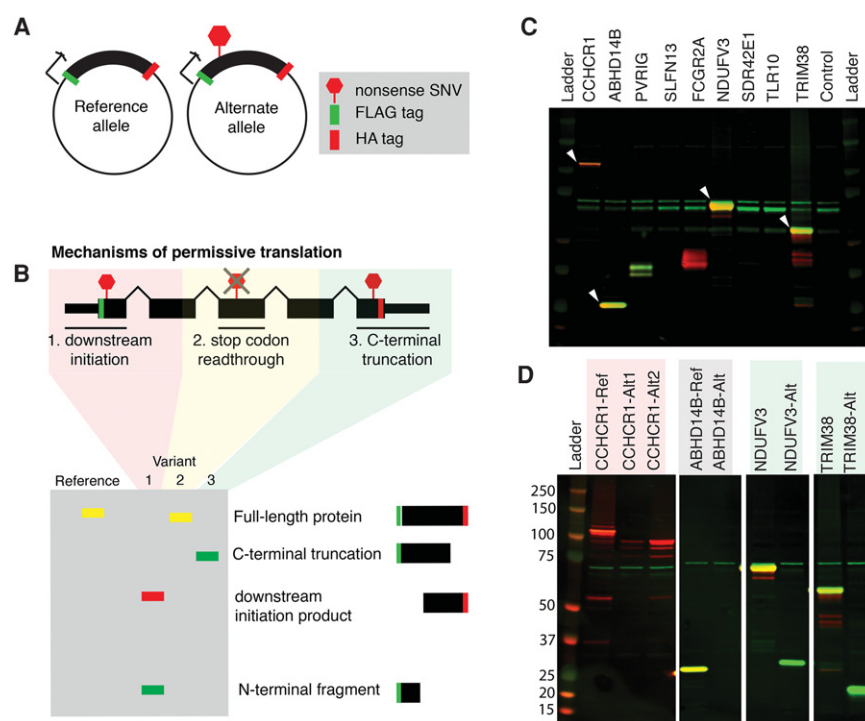 A
Reference
allele
Alternate
allele
nonsense SNV
FLAG tag
HA tag
B
Mechanisms of permissive translation
1. downstream
initiation
2. stop codon
readthrough
3. C-terminal
truncation
Variant
Reference 1 2 3
Full-length protein
C-terminal truncation
downstream
initiation product
N-terminal fragment
C
Ladder
CCHCR1
ABHD14B
PVRIG
SLFN13
FCGR2A
NDUFV3
SDR42E1
TLR10
TRIM38
Control
Ladder
D
Ladder
CCHCR1-Ref
CCHCR1-Alt1
CCHCR1-Alt2
ABHD14B-Ref
ABHD14B-Alt
NDUFV3
NDUFV3-Alt
TRIM38
TRIM38-Alt
250
150
100
75
50
37
25
20
15